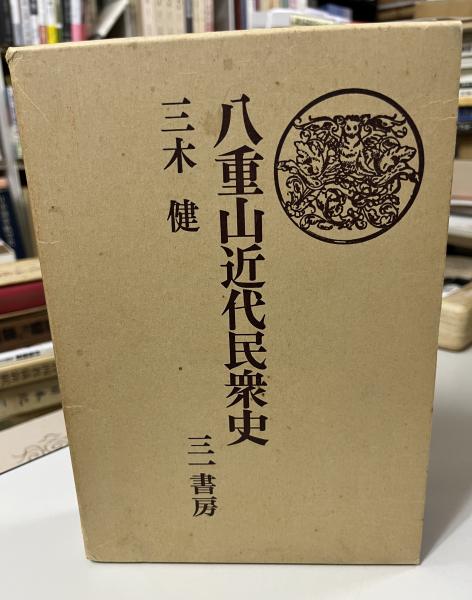 八重山近代民衆史
三木 健
三一書房